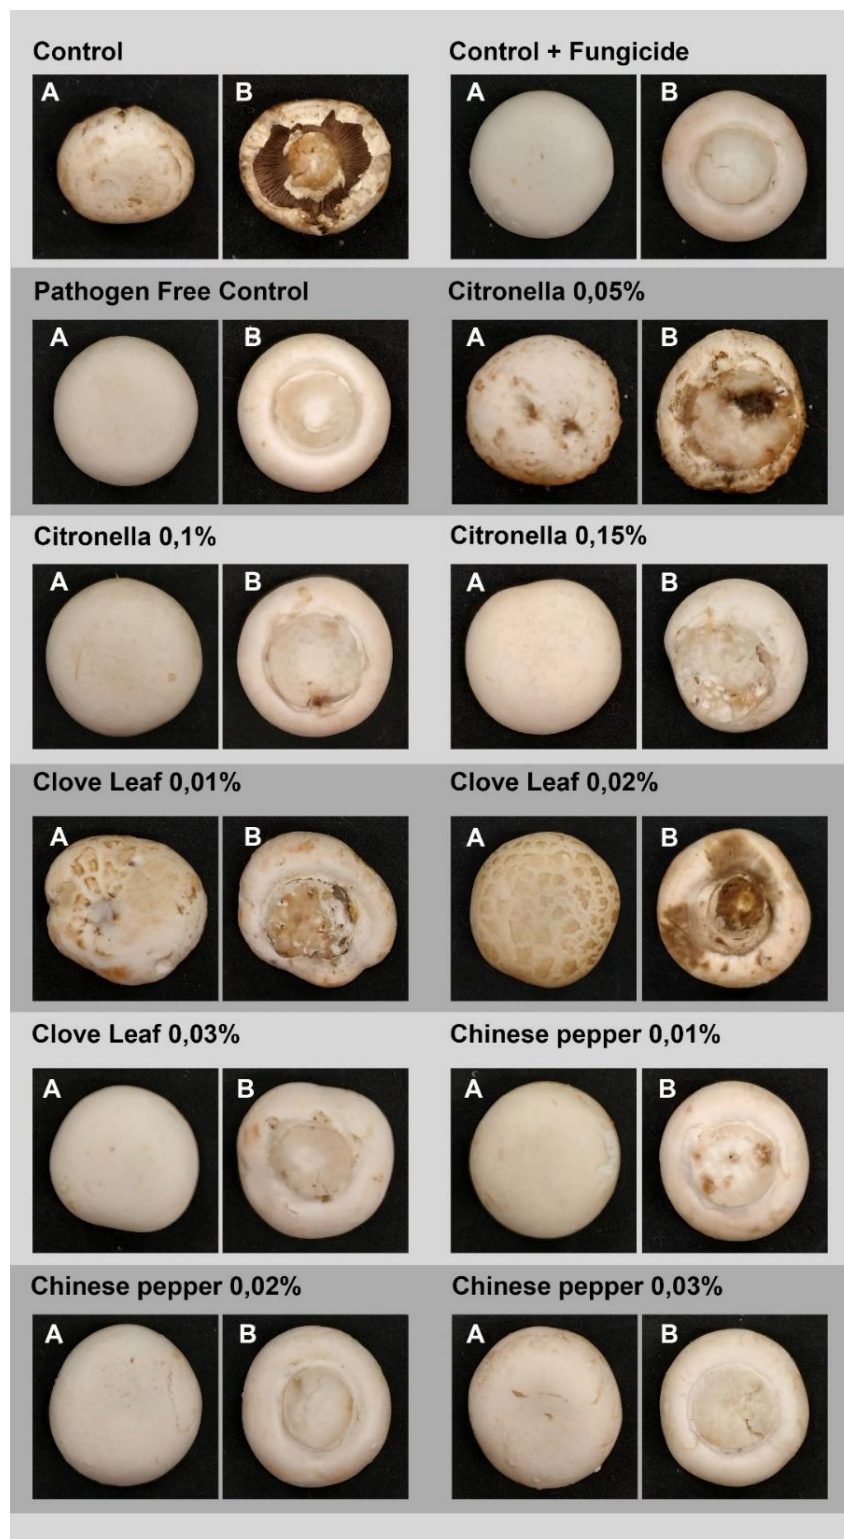 Control
Control + Fungicide
A
B
A
B
Pathogen Free Control
Citronella 0,05%
A
B
A
B
Citronella 0,1%
Citronella 0,15%
A
B
A
B
Clove Leaf 0,01%
Clove Leaf 0,02%
A
B
A
B
Clove Leaf 0,03%
Chinese pepper 0,01%
A
B
A
B
Chinese pepper 0,02%
Chinese pepper 0,03%
A
B
A
B